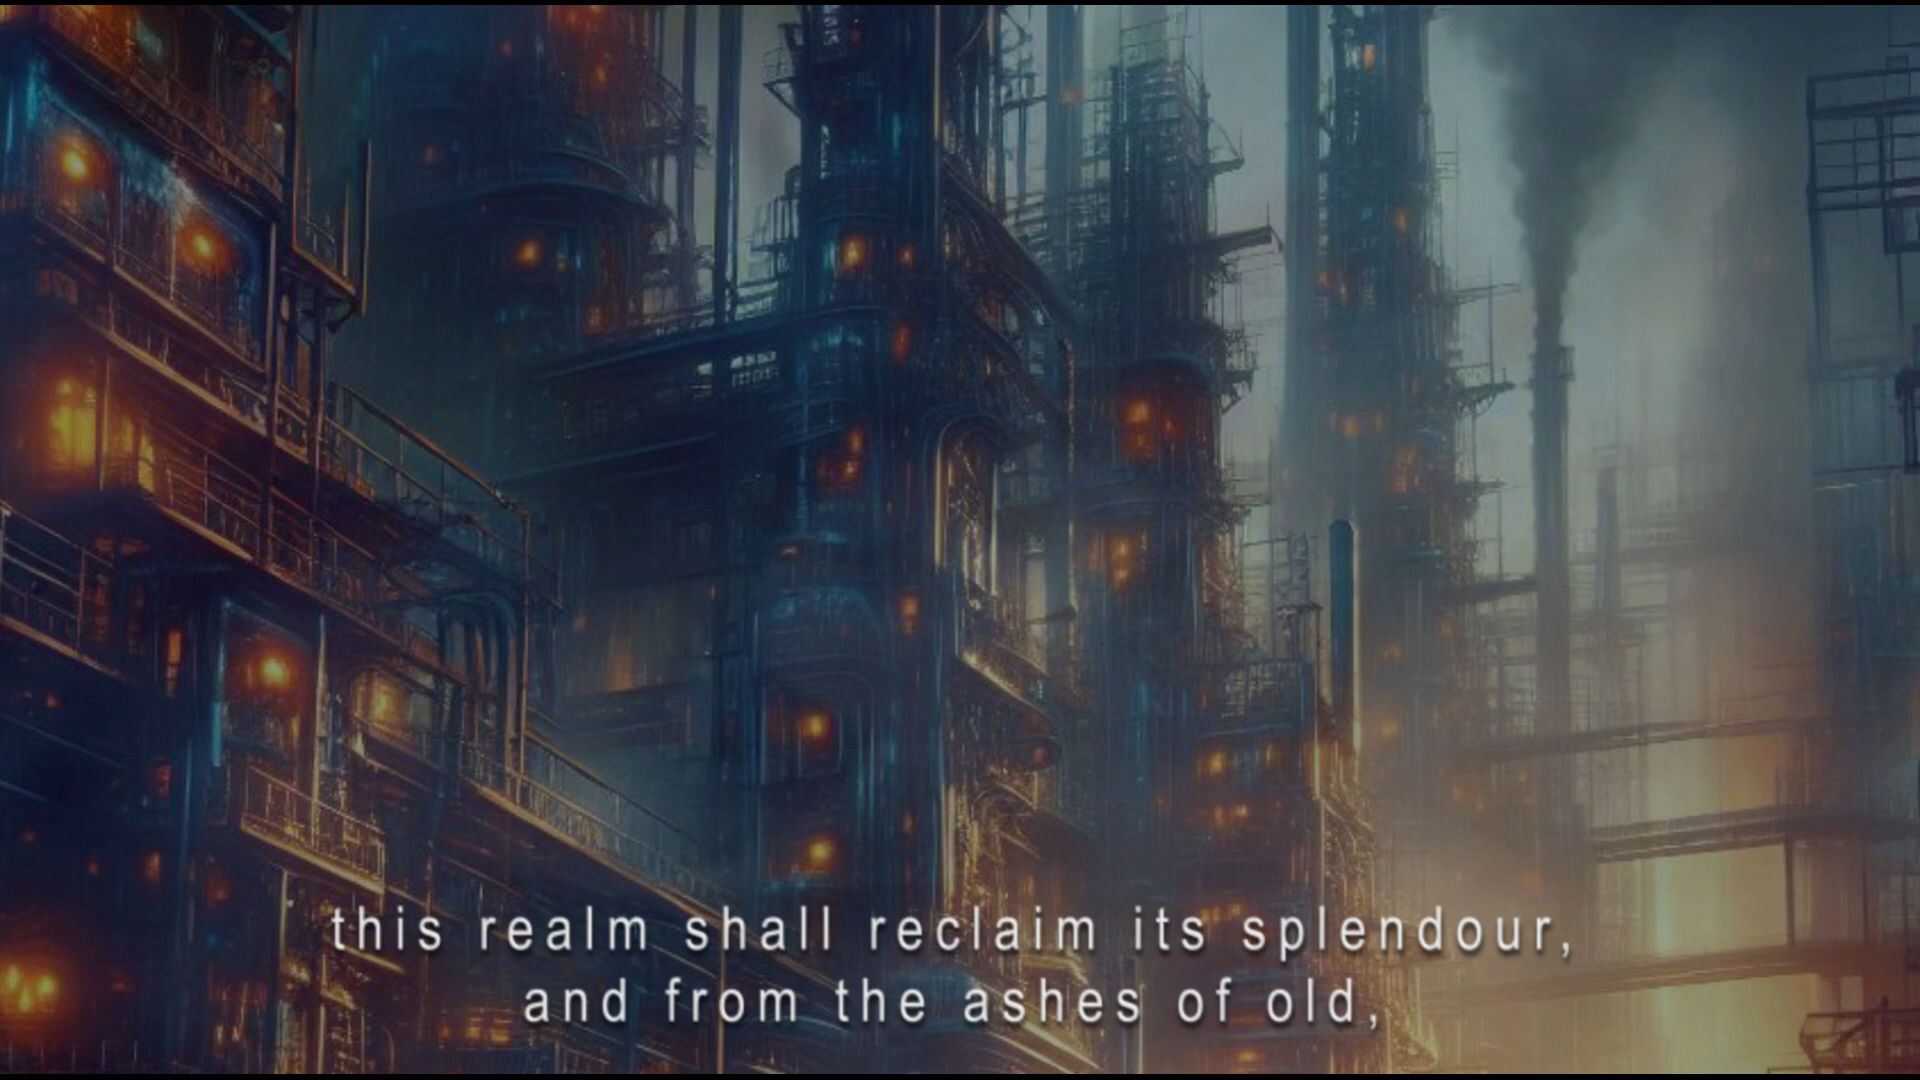 this realm shall reclaim its splendour,
and from the ashes of old,